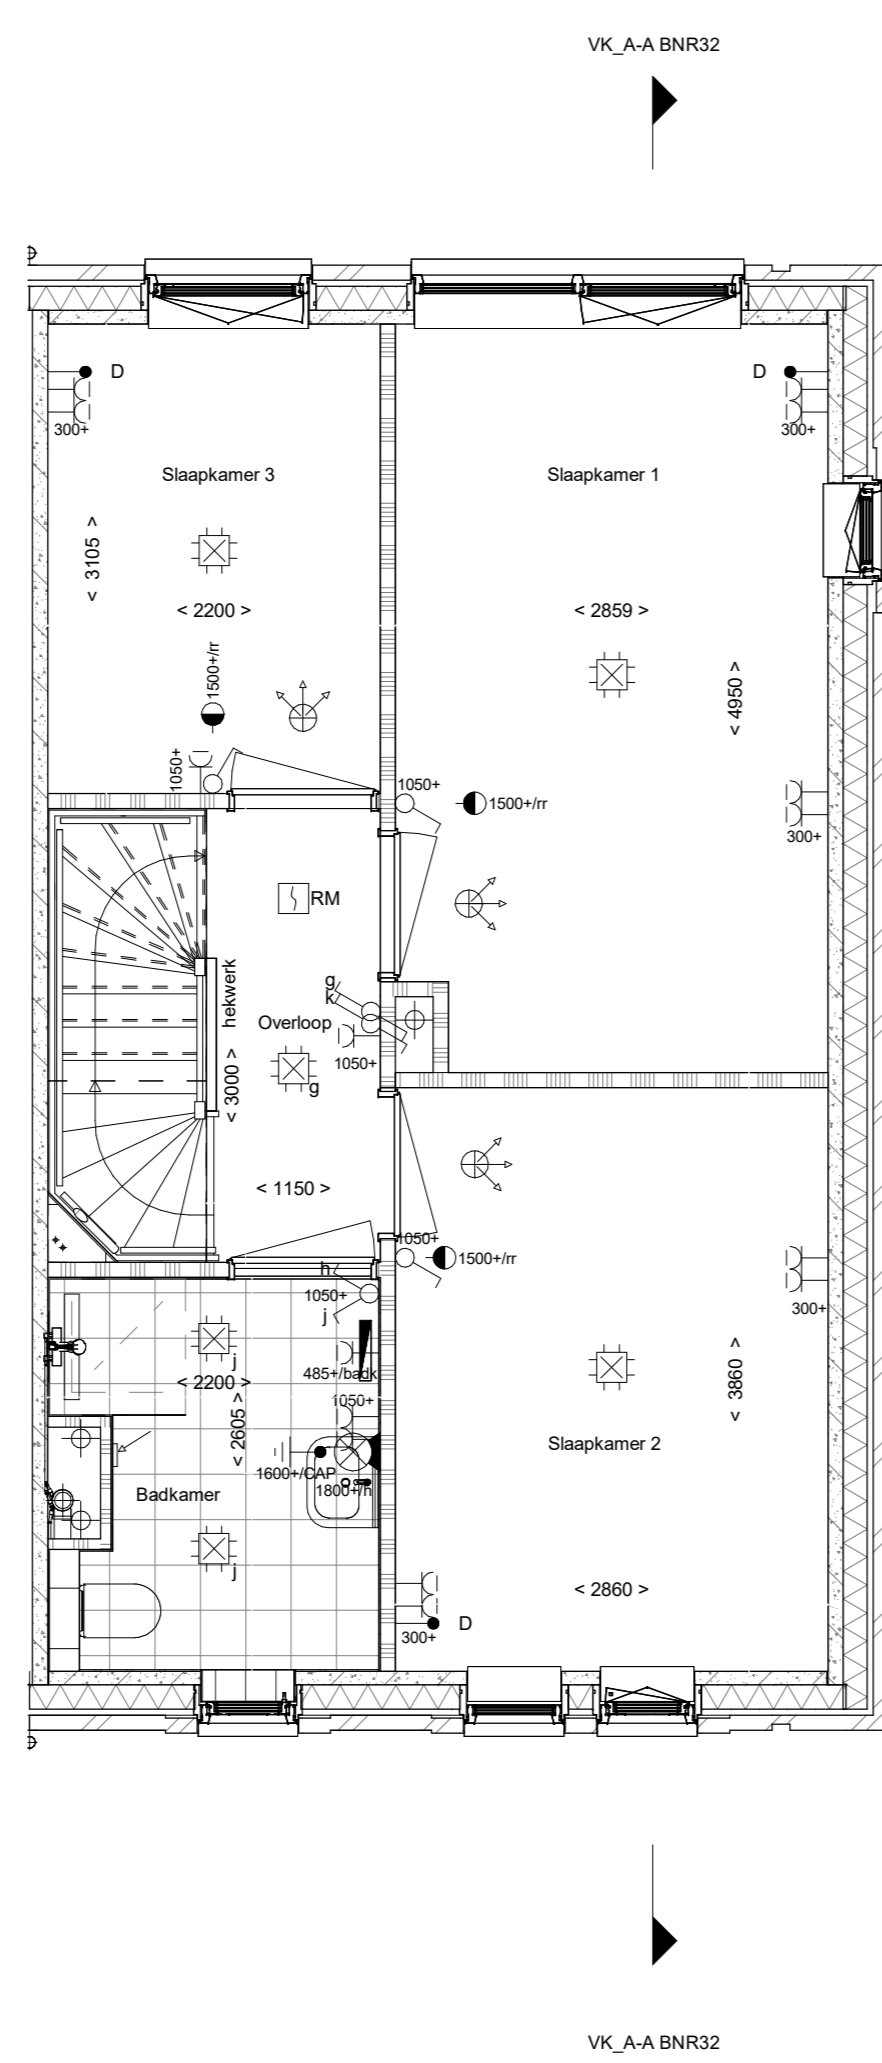 VK_A-A BNR32
D
D
300+
300+
Slaapkamer 3
Slaapkamer 1
< 3105 >
< 2200 >
< 2859 >
1500+/rr
< 4950 >
1050+
1050+
1500+/rr
300+
RM
hekwerk
g
k
Overloop
1050+
< 3000 >
g
< 1150 >
1050+
1500+/rr
h
1050+
j
300+
j
485+/badk
< 2200 >
1050+
< 2605 >
< 3860 >
Slaapkamer 2
1600+/CAP
1800+/h
Badkamer
j
< 2860 >
D
300+
VK_A-A BNR32